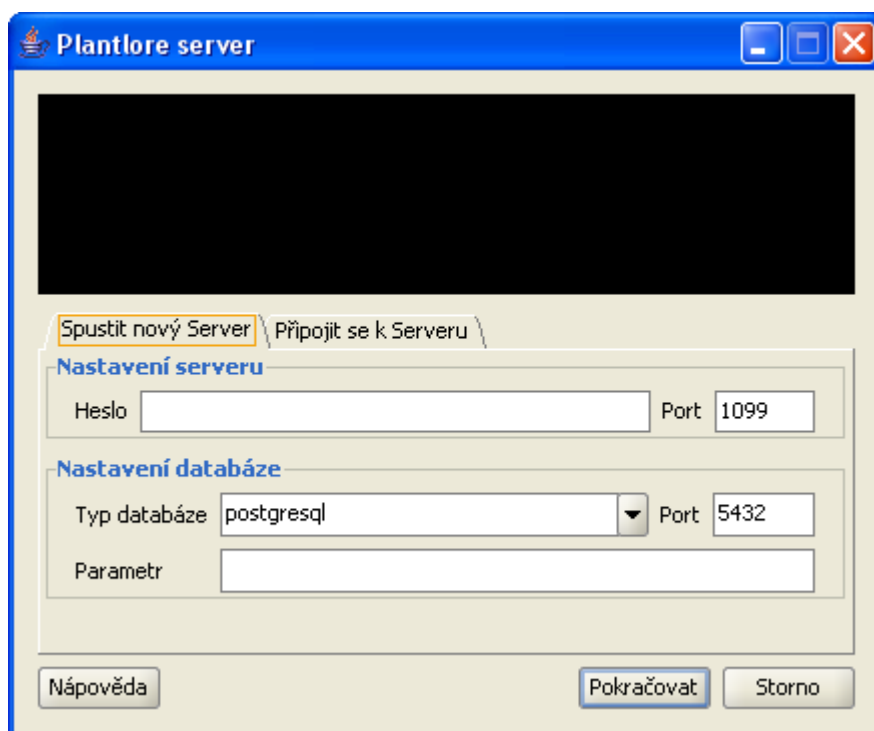 Plantlore server
Spustit nový Server Připojit se k Serveru
Nastavení serveru
Heslo Port 1099
Nastavení databáze
Typ databáze postgresql Port 5432
Parametr
Nápověda Pokračovat Storno